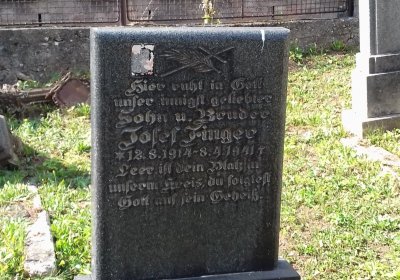 Hier ruht in Gott
unser innigst geliebter
Sohn u. Bruder
Josef Finger
*12.8.1914-8.4.1941†
Leer ist dein Platz in
unserm Kreis, du folgtest
Gott auf sein Geheiß.